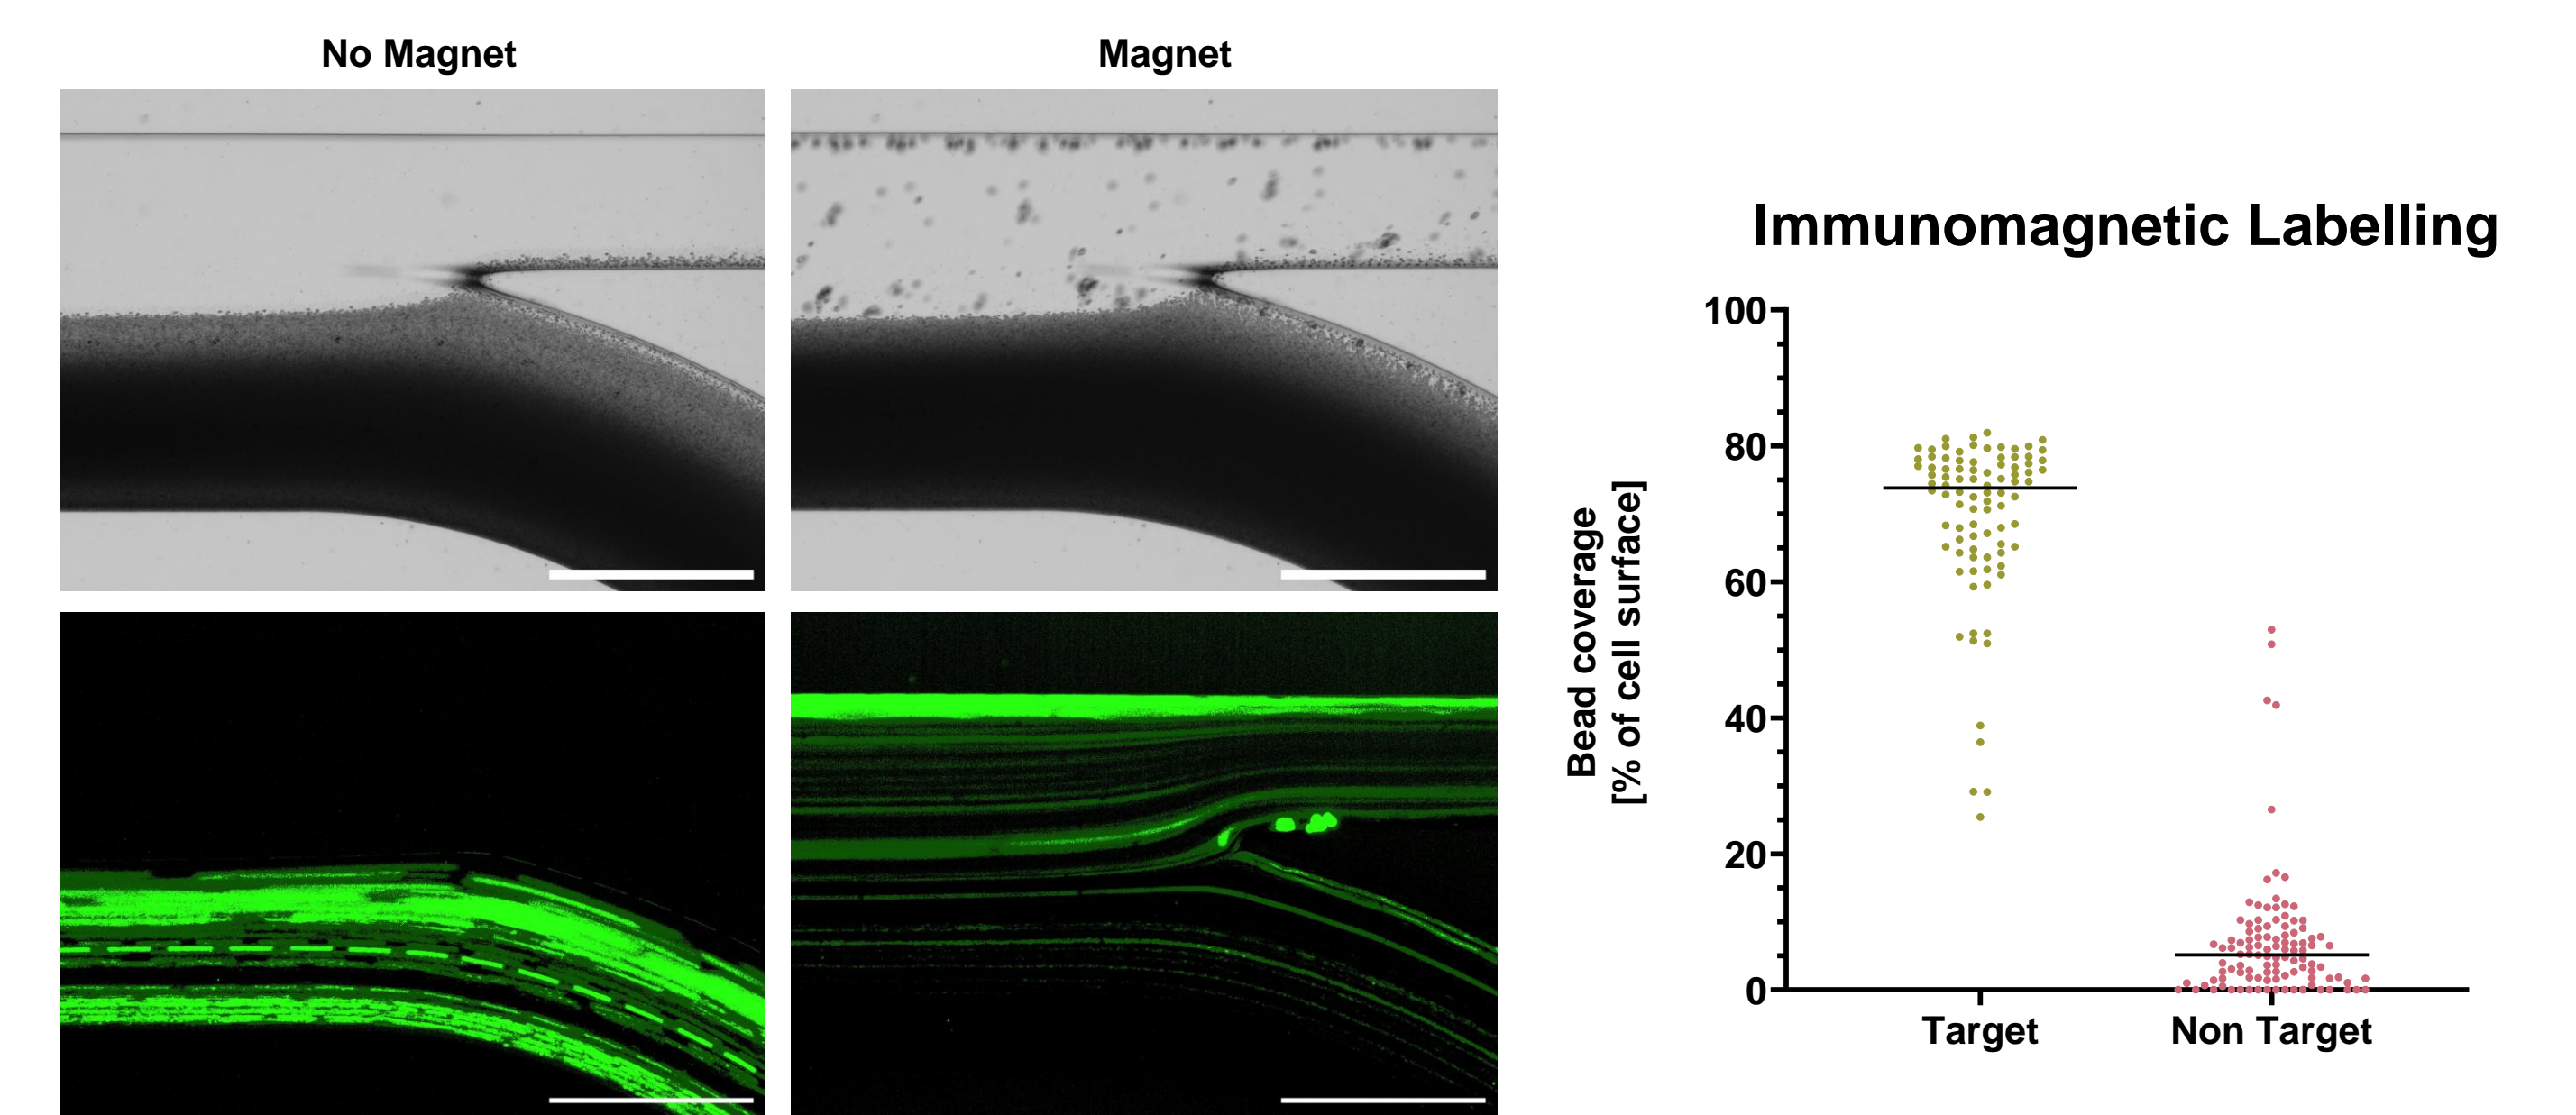 No Magnet
Magnet
Immunomagnetic Labelling
Bead coverage
[% of cell surface]
100
80
60
40
20
0
Target
Non Target